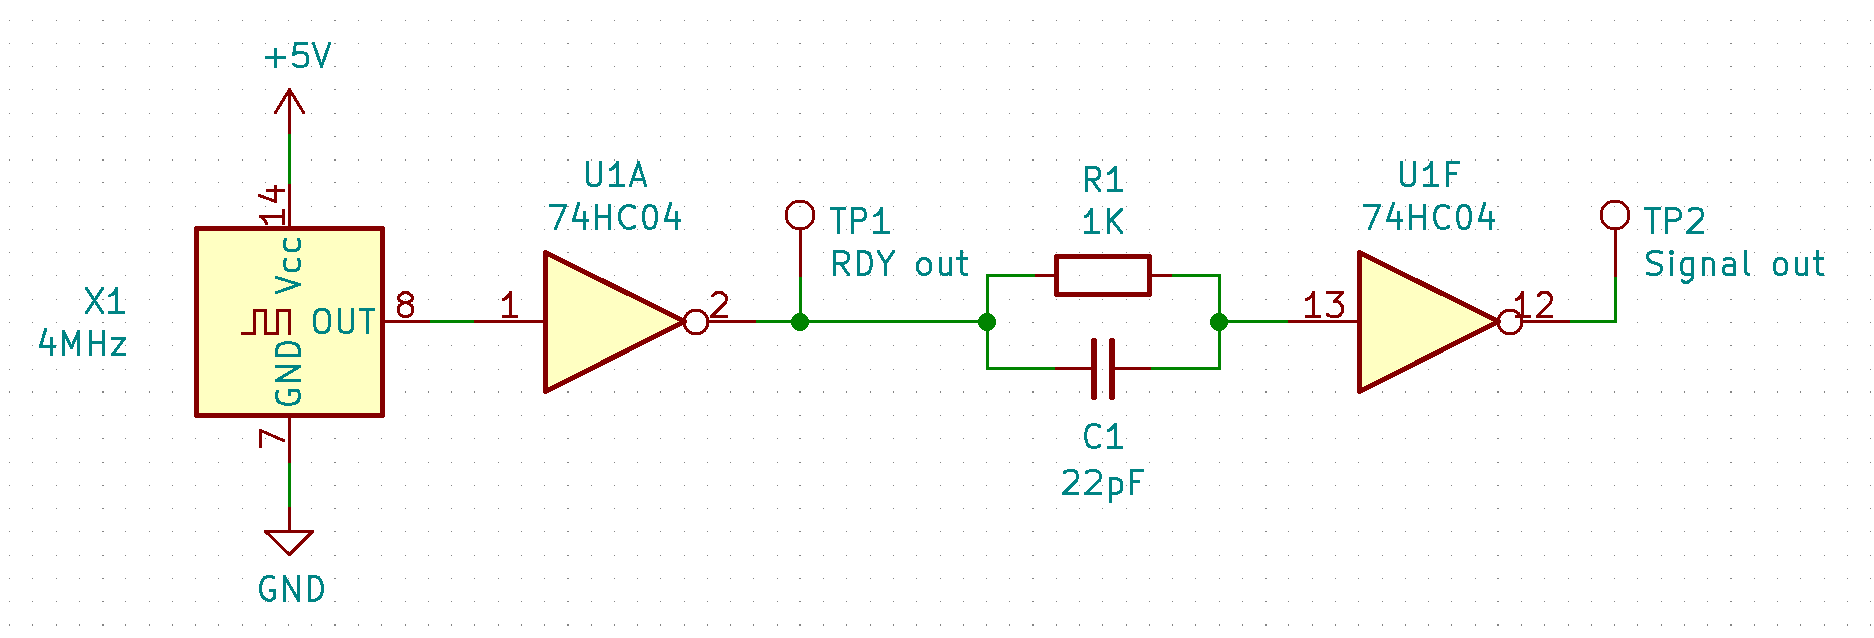 +5V
14
Vcc
X1
4MHz
OUT
8
GND
7
GND
U1A
74HC04
1
2
TP1
RDY out
R1
1K
C1
22pF
U1F
74HC04
13
12
TP2
Signal out